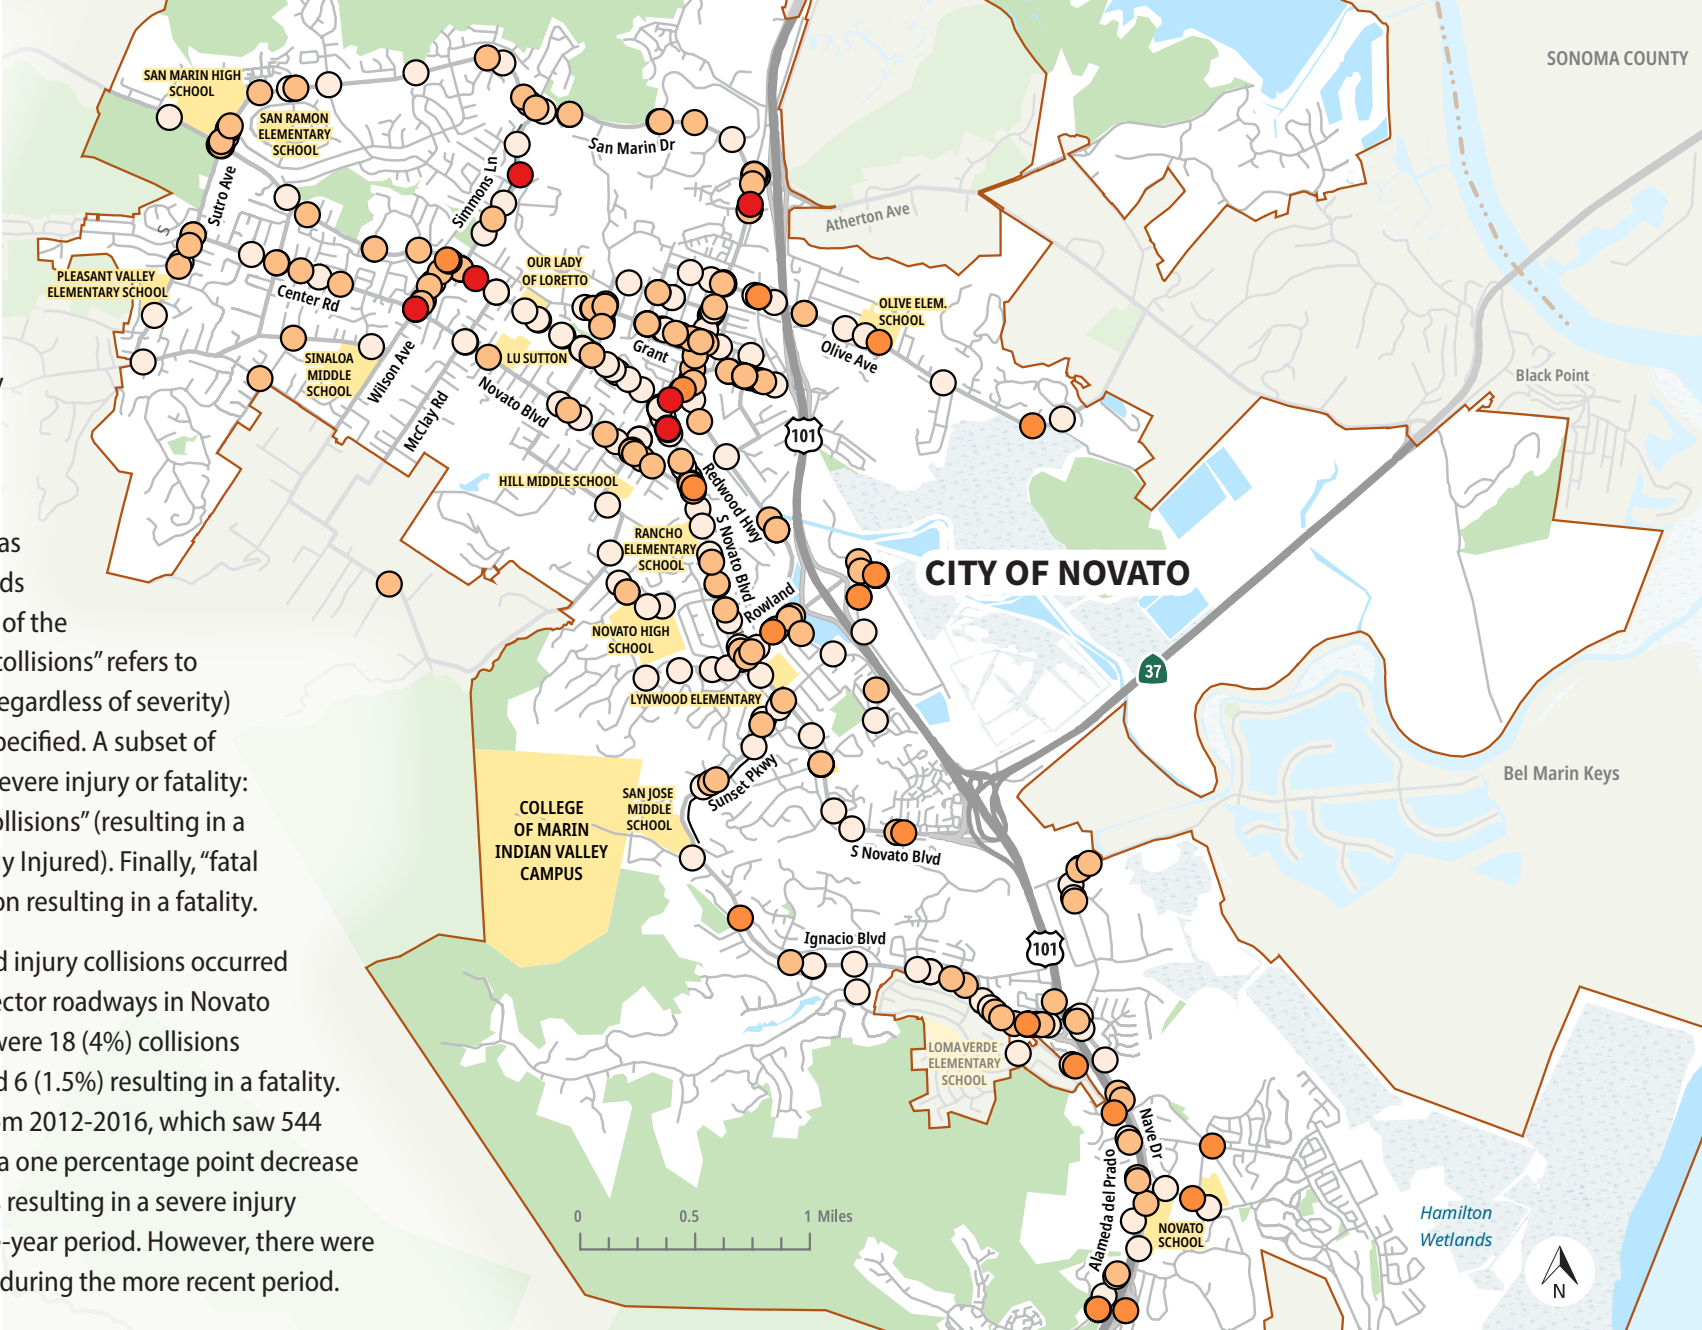 SONOMA COUNTY
SAN MARIN HIGH
SCHOOL
SAN RAMON
ELEMENTARY
SCHOOL
San Marin Dr
Simmons Ln
Sutro Ave
S
Atherton Ave
PLEASANT VALLEY
ELEMENTARY SCHOOL
OUR LADY
OF LORETTO
Center Rd
OLIVE ELEM.
SCHOOL
Olive Ave
Grant
LU SUTTON
SINALOA
MIDDLE
SCHOOL
Wilson Ave
McClay Rd
Novato Blvd
Black Point
101
HILL MIDDLE SCHOOL
Redwood Hwy
RANCHO
ELEMENTARY
SCHOOL
S Novato Blvd
CITY OF NOVATO
Rowland
NOVATO HIGH
SCHOOL
37
LYNWOOD ELEMENTARY
Sunset Pkwy
Bel Marin Keys
SAN JOSE
MIDDLE
SCHOOL
COLLEGE
OF MARIN
INDIAN VALLEY
CAMPUS
S Novato Blvd
Ignacio Blvd
101
LOMA VERDE
ELEMENTARY
SCHOOL
Nave Dr
Alameda del Prado
NOVATO
SCHOOL
Hamilton
Wetlands
0 0.5 1 Miles
N
as
ds
of the
collisions” refers to
egardless of severity)
pecified. A subset of
evere injury or fatality:
ollisions” (resulting in a
ly Injured). Finally, “fatal
on resulting in a fatality.
d injury collisions occurred
ector roadways in Novato
were 18 (4%) collisions
d 6 (1.5%) resulting in a fatality.
om 2012-2016, which saw 544
a one percentage point decrease
s resulting in a severe injury
e-year period. However, there were
during the more recent period.